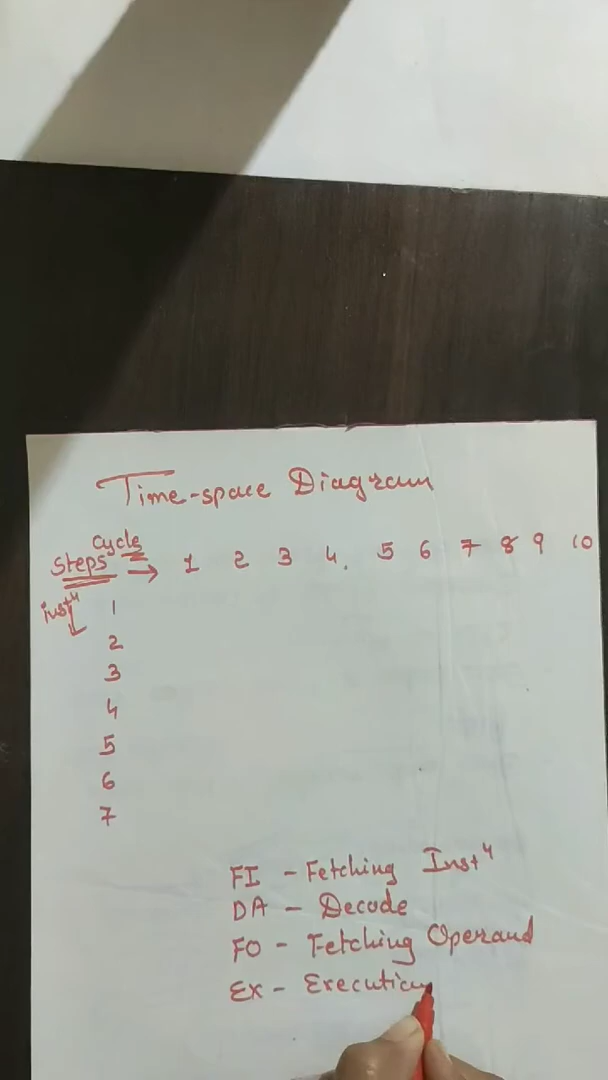 Time-space Diagram
Cycle
Steps → 1 2 3 4. 5 6 7 8 9 10
instⁿ 1
2
3
4
5
6
7
FI - Fetching Instⁿ
DA - Decode
FO - Fetching Operand
EX - Execution